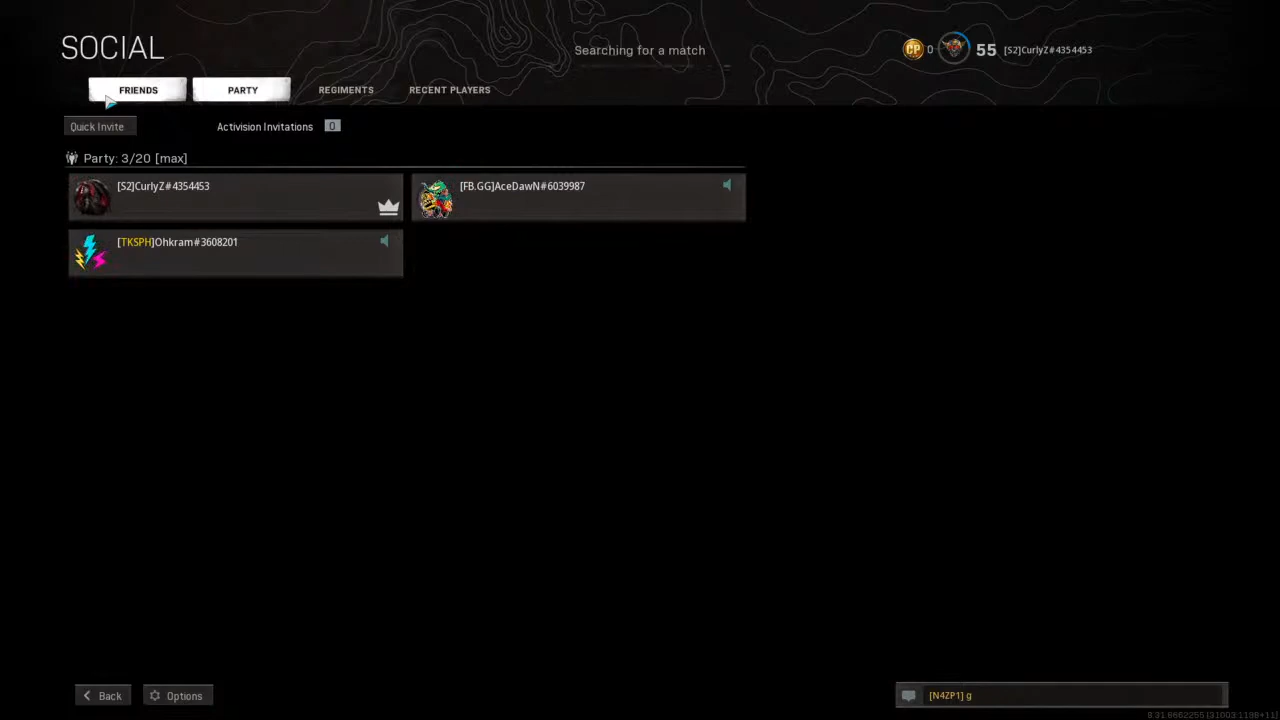 SOCIAL
Searching for a match
CP 0
55
[S2]CurlyZ#4354453
FRIENDS
PARTY
REGIMENTS
RECENT PLAYERS
Quick Invite
Activision Invitations 0
Party: 3/20 [max]
[S2]CurlyZ#4354453
[FB.GG]AceDawN#6039987
[TKSPH]Ohkram#3608201
Back
Options
[N4ZP1] g